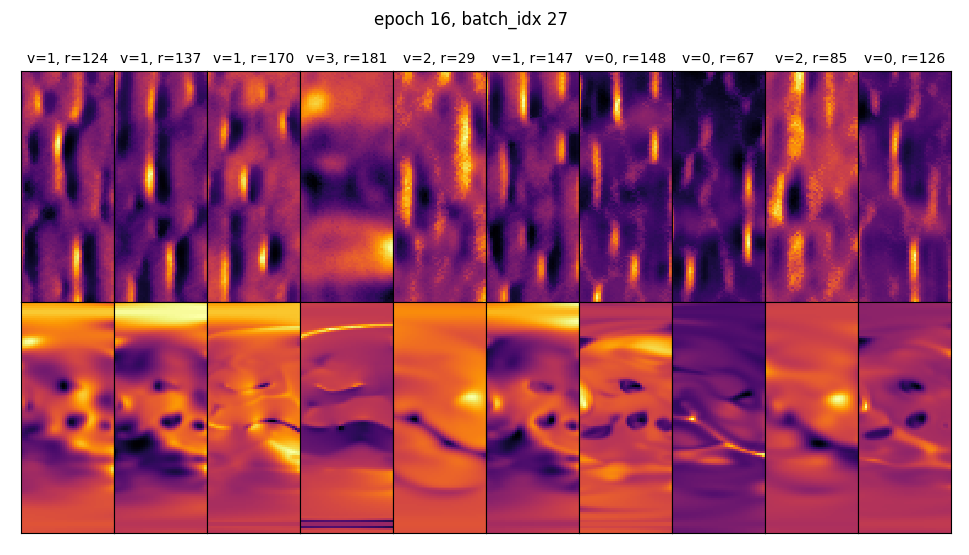 epoch 16, batch_idx 27
v=1, r=124 v=1, r=137 v=1, r=170 v=3, r=181 v=2, r=29 v=1, r=147 v=0, r=148 v=0, r=67 v=2, r=85 v=0, r=126